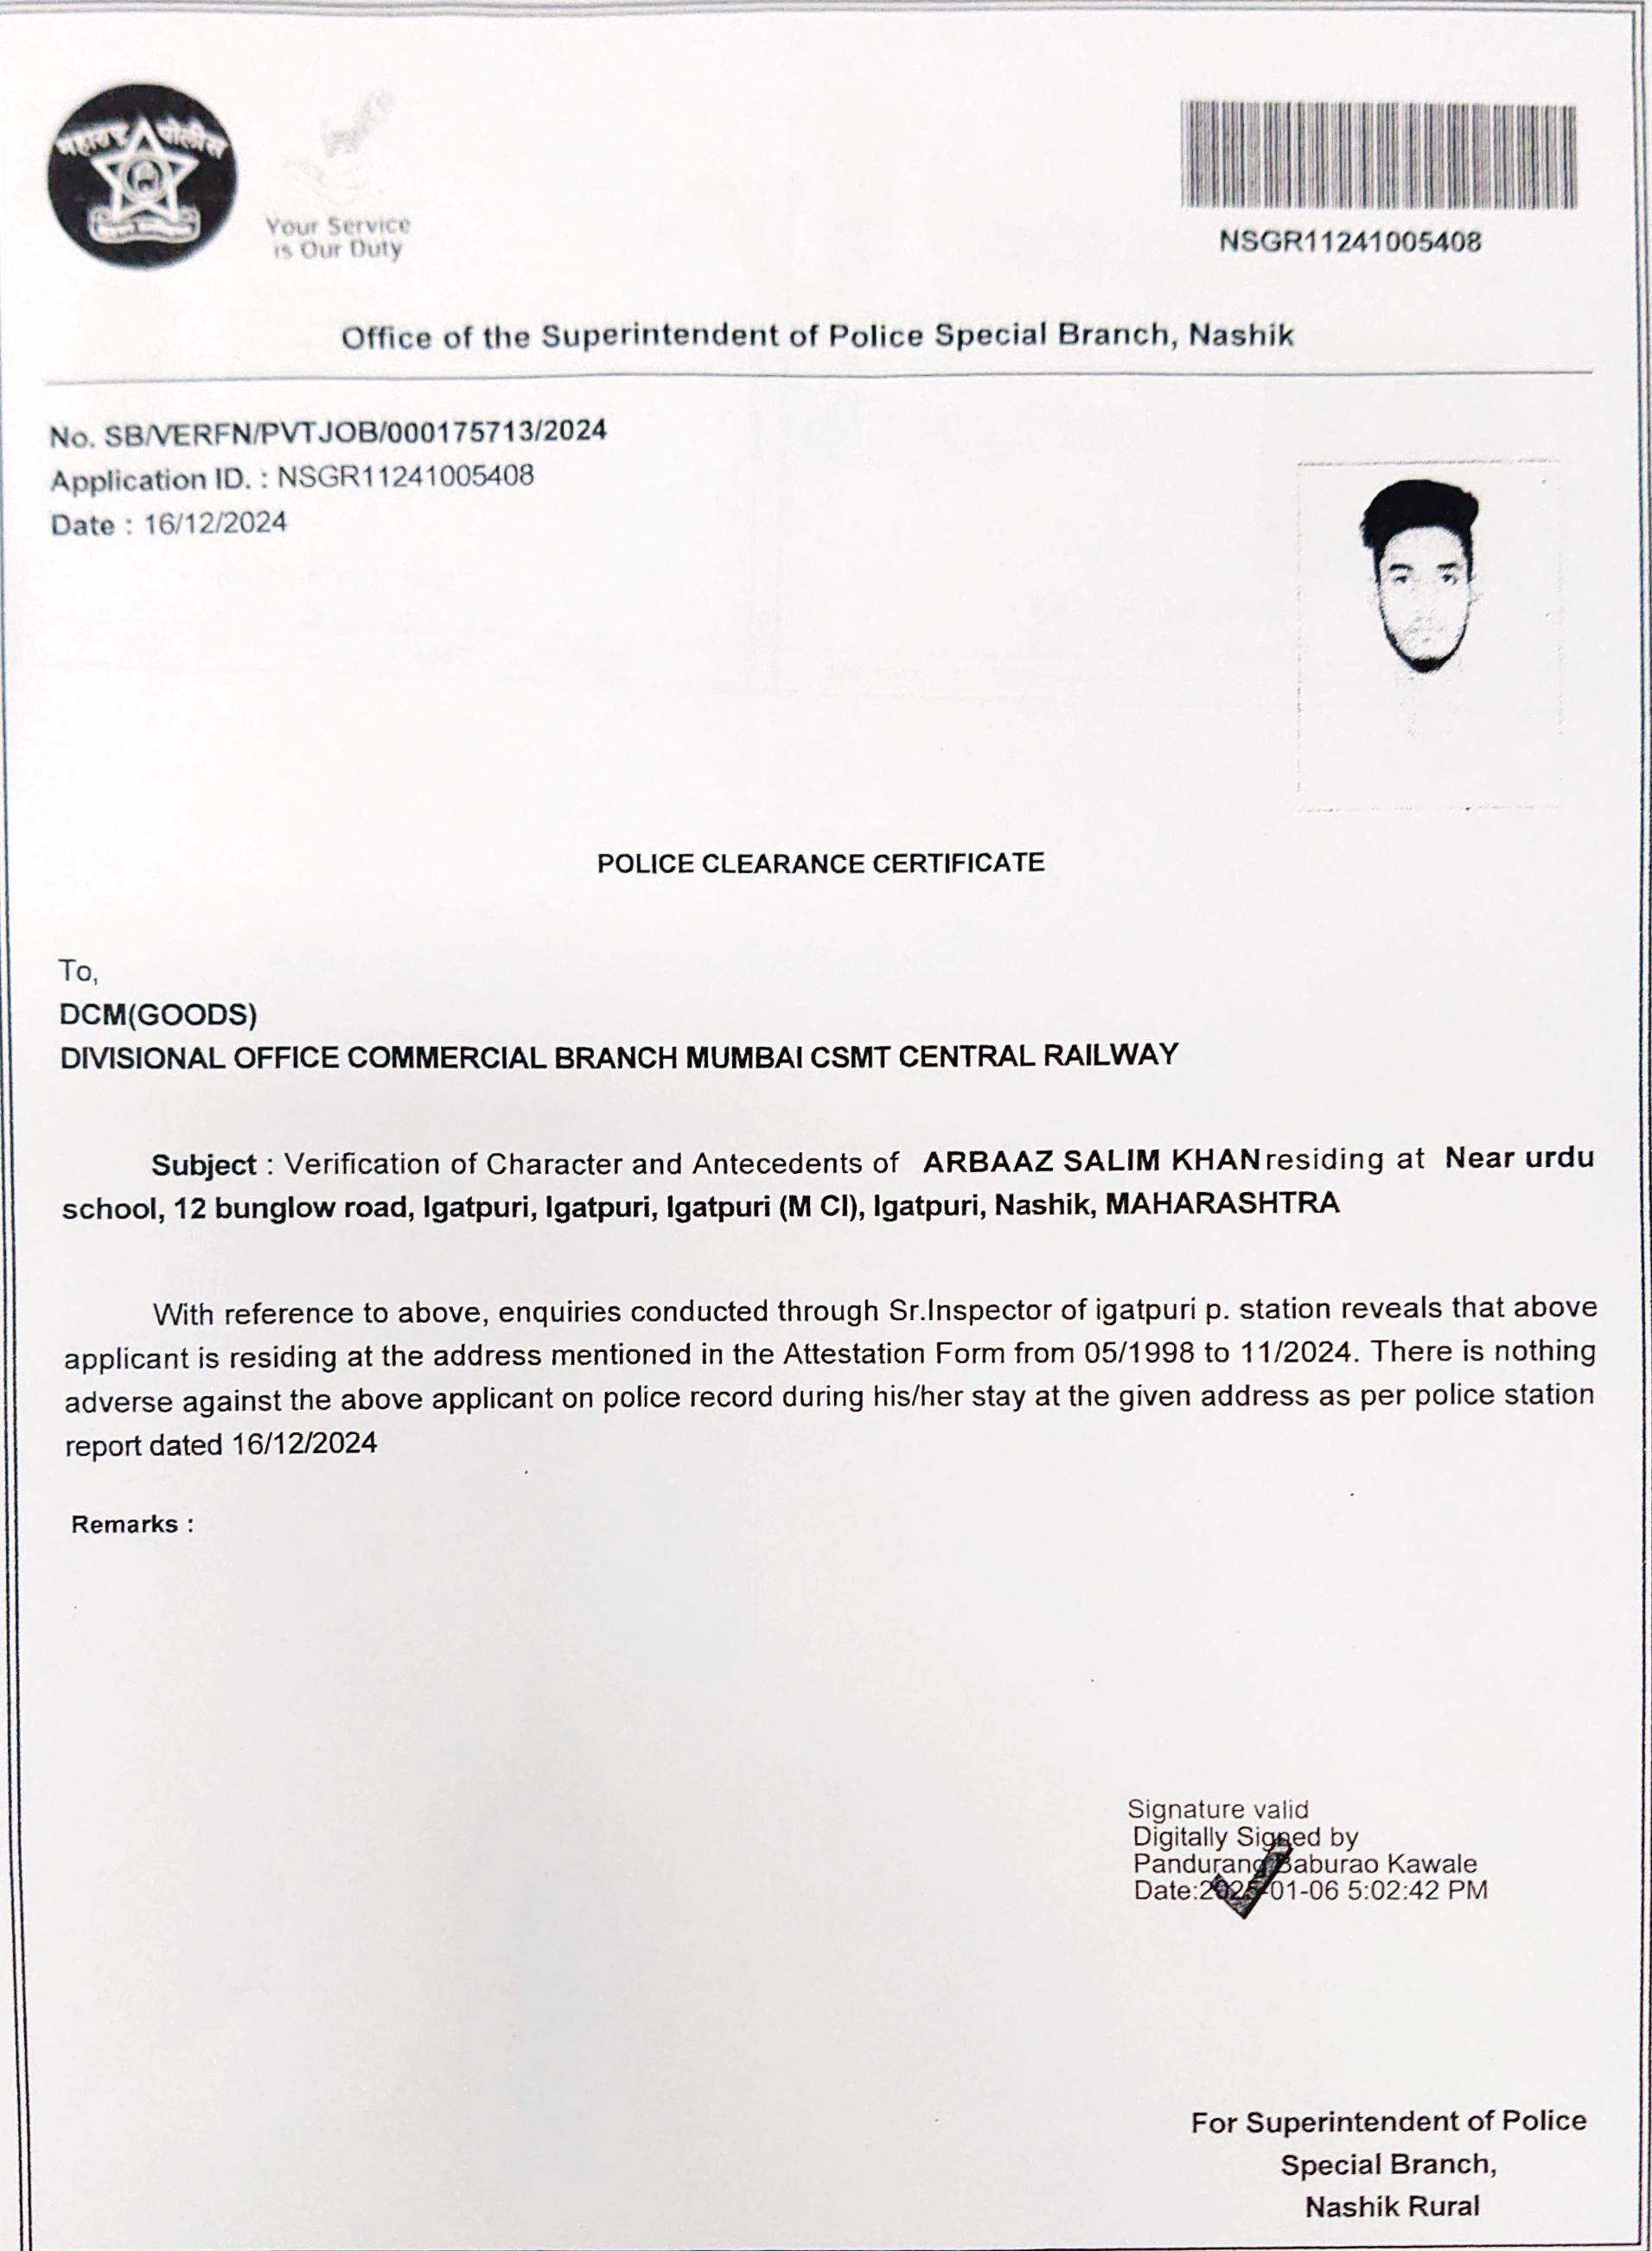 महाराष्ट्र पोलीस
Your Service
is Our Duty
NSGR11241005408
Office of the Superintendent of Police Special Branch, Nashik
No. SB/VERFN/PVTJOB/000175713/2024
Application ID. : NSGR11241005408
Date : 16/12/2024
POLICE CLEARANCE CERTIFICATE
To,
DCM(GOODS)
DIVISIONAL OFFICE COMMERCIAL BRANCH MUMBAI CSMT CENTRAL RAILWAY
Subject : Verification of Character and Antecedents of ARBAAZ SALIM KHAN residing at Near urdu
school, 12 bunglow road, Igatpuri, Igatpuri, Igatpuri (M Cl), Igatpuri, Nashik, MAHARASHTRA
With reference to above, enquiries conducted through Sr.Inspector of igatpuri p. station reveals that above
applicant is residing at the address mentioned in the Attestation Form from 05/1998 to 11/2024. There is nothing
adverse against the above applicant on police record during his/her stay at the given address as per police station
report dated 16/12/2024
Remarks :
Signature valid
Digitally Signed by
Pandurang Baburao Kawale
Date:2025-01-06 5:02:42 PM
For Superintendent of Police
Special Branch,
Nashik Rural